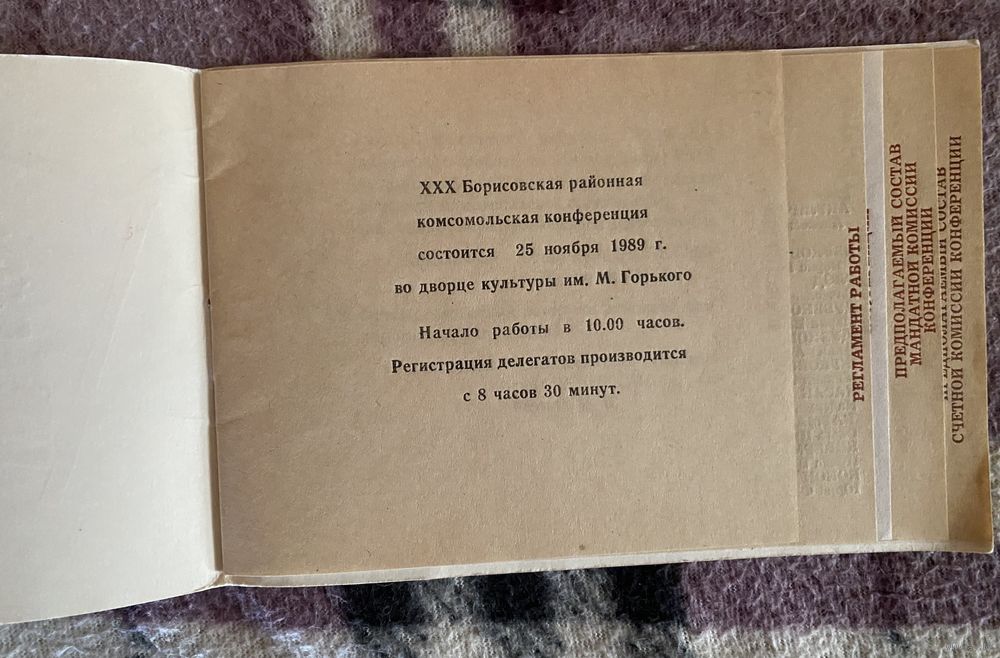 XXX Борисовская районная
комсомольская конференция
состоится 25 ноября 1989 г.
во дворце культуры им. М. Горького
Начало работы в 10.00 часов.
Регистрация делегатов производится
с 8 часов 30 минут.
РЕГЛАМЕНТ РАБОТЫ
ПРЕДПОЛАГАЕМЫЙ СОСТАВ
МАНДАТНОЙ КОМИССИИ
КОНФЕРЕНЦИИ
СОСТАВ
СЧЕТНОЙ КОМИССИИ КОНФЕРЕНЦИИ